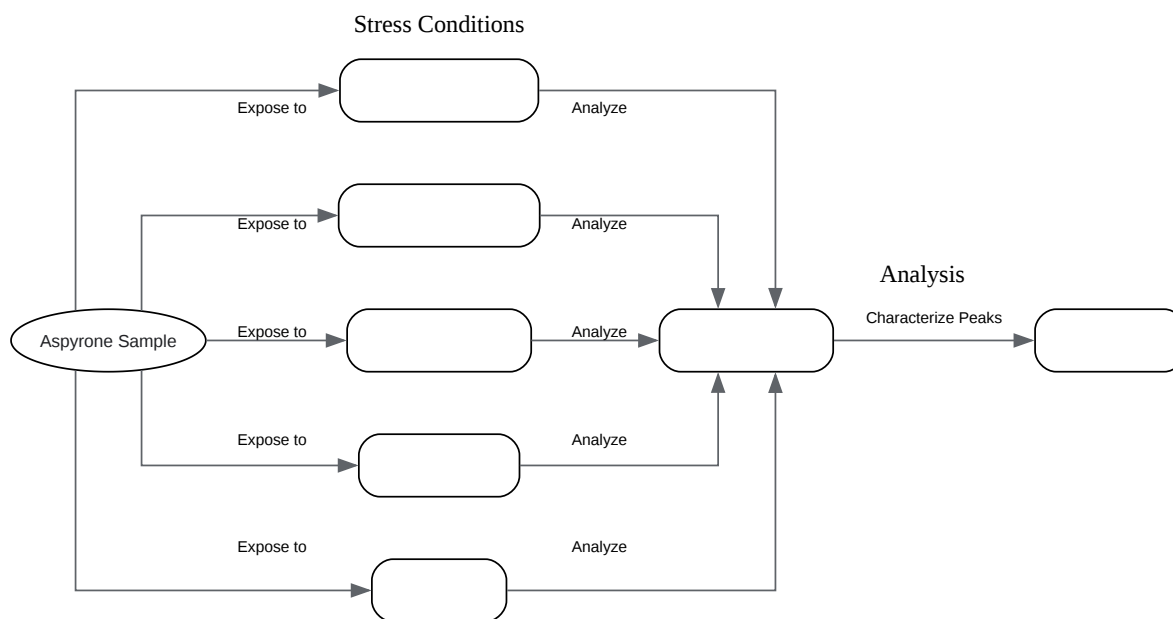 Stress Conditions
Expose to
Analyze
Expose to
Analyze
Analysis
Characterize Peaks
Aspyrone Sample
Expose to
Analyze
Expose to
Analyze
Expose to
Analyze